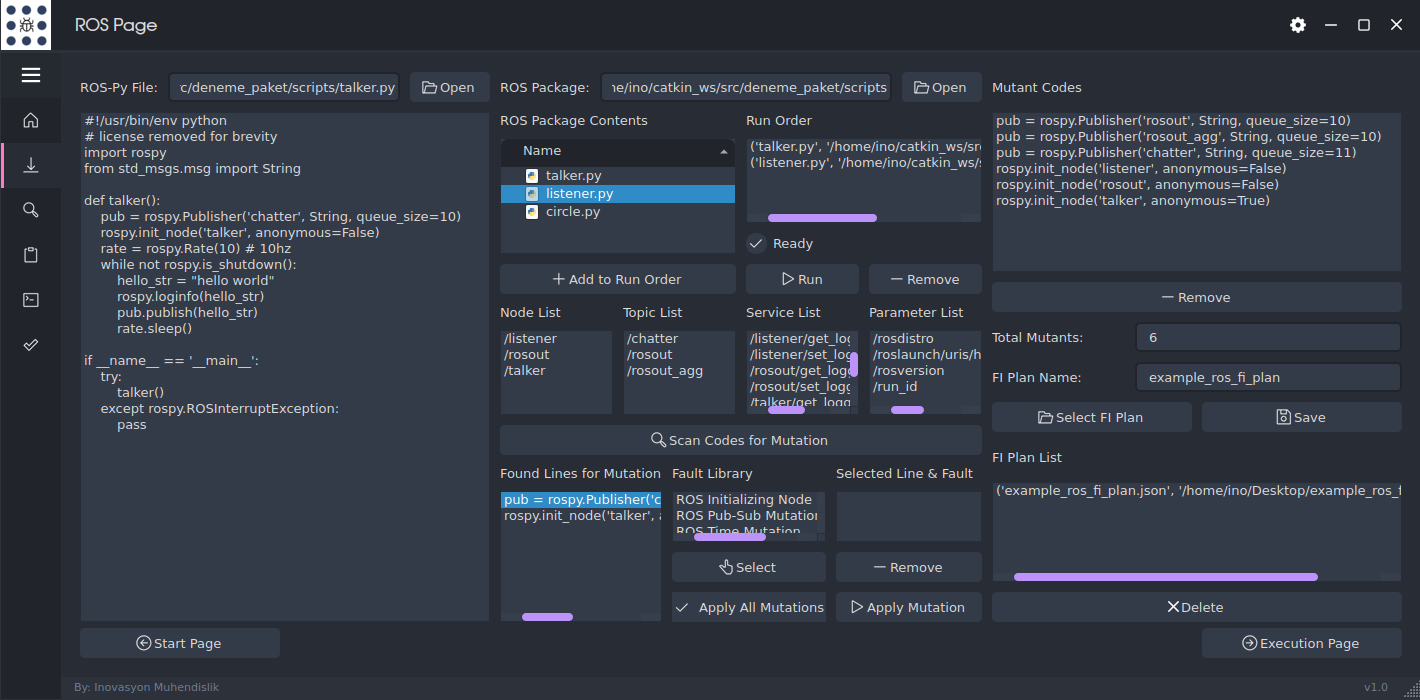 ROS Page
ROS-Py File:
c/deneme_paket/scripts/talker.py
Open
#!/usr/bin/env python
# license removed for brevity
import rospy
from std_msgs.msg import String
def talker():
pub = rospy.Publisher('chatter', String, queue_size=10)
rospy.init_node('talker', anonymous=False)
rate = rospy.Rate(10) # 10hz
while not rospy.is_shutdown():
hello_str = "hello world"
rospy.loginfo(hello_str)
pub.publish(hello_str)
rate.sleep()
if __name__ == '__main__':
try:
talker()
except rospy.ROSInterruptException:
pass
Start Page
ROS Package:
ne/ino/catkin_ws/src/deneme_paket/scripts
Open
ROS Package Contents
Name
talker.py
listener.py
circle.py
Add to Run Order
Run Order
('talker.py', '/home/ino/catkin_ws/src
('listener.py', '/home/ino/catkin_ws/s
Ready
Run
Remove
Node List
/listener
/rosout
/talker
Topic List
/chatter
/rosout
/rosout_agg
Service List
/listener/get_log
/listener/set_log
/rosout/get_logg
/rosout/set_logg
/talker/get_logg
Parameter List
/rosdistro
/roslaunch/uris/h
/rosversion
/run_id
Scan Codes for Mutation
Found Lines for Mutation
pub = rospy.Publisher('c
rospy.init_node('talker', a
Fault Library
ROS Initializing Node
ROS Pub-Sub Mutation
ROS Time Mutation
Select
Apply All Mutations
Selected Line & Fault
Remove
Apply Mutation
Mutant Codes
pub = rospy.Publisher('rosout', String, queue_size=10)
pub = rospy.Publisher('rosout_agg', String, queue_size=10)
pub = rospy.Publisher('chatter', String, queue_size=11)
rospy.init_node('listener', anonymous=False)
rospy.init_node('rosout', anonymous=False)
rospy.init_node('talker', anonymous=True)
Remove
Total Mutants:
6
FI Plan Name:
example_ros_fi_plan
Select FI Plan
Save
FI Plan List
('example_ros_fi_plan.json', '/home/ino/Desktop/example_ros_f
Delete
Execution Page
By: Inovasyon Muhendislik
v1.0